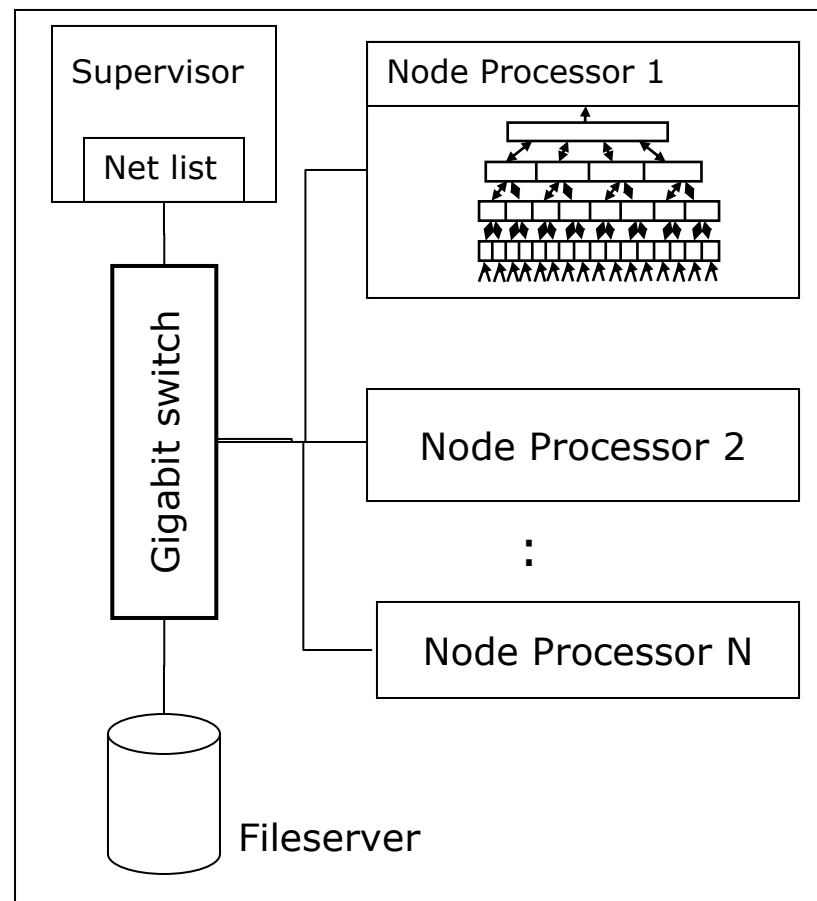 Supervisor
Net list
Node Processor 1
Gigabit switch
Node Processor 2
:
Node Processor N
Fileserver